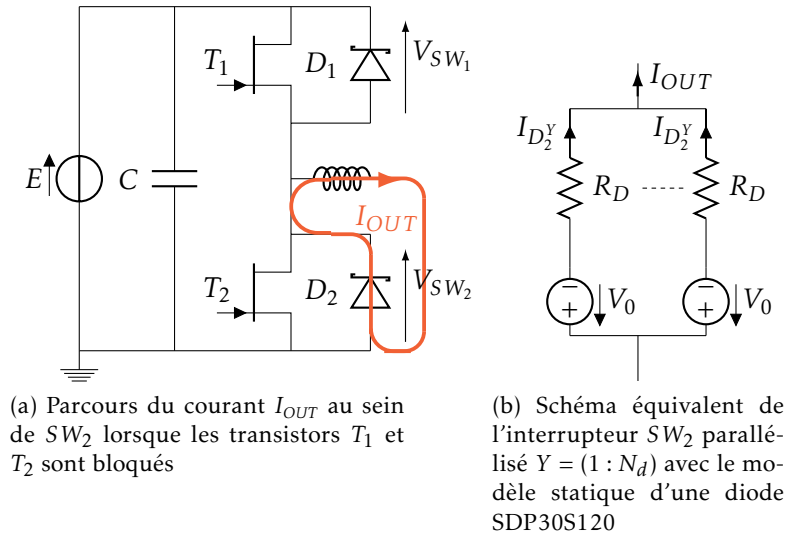 T1
D1
VSW1
E
C
IOUT
T2
D2
VSW2
IOUT
ID2Y
ID2Y
RD
RD
−
+
V0
−
+
V0
(a) Parcours du courant IOUT au sein
de SW2 lorsque les transistors T1 et
T2 sont bloqués
(b) Schéma équivalent de
l'interrupteur SW2 parallé-
lisé Y = (1 : Nd) avec le mo-
dèle statique d'une diode
SDP30S120